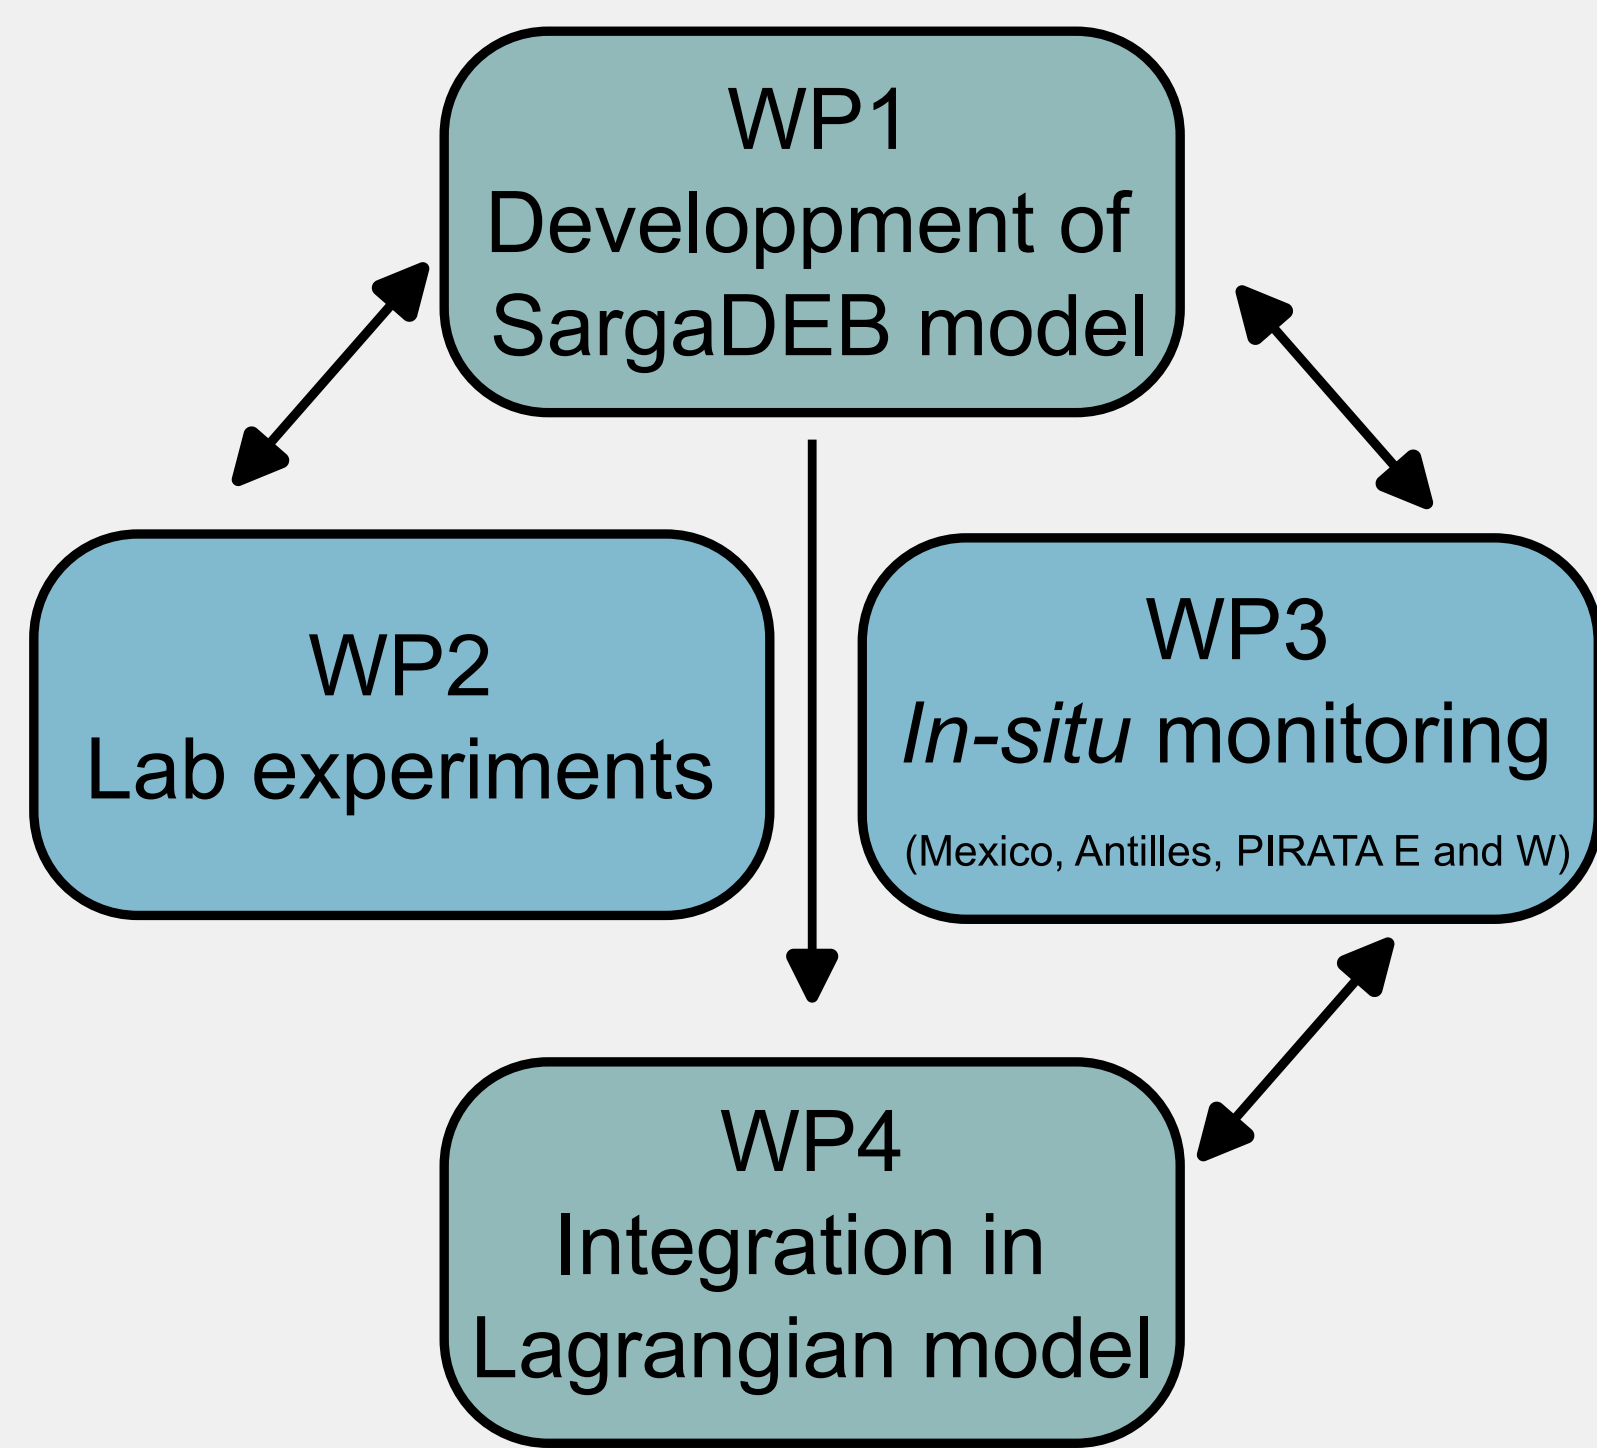 WP1
Developpment of
SargaDEB model
WP2
Lab experiments
WP3
In-situ monitoring
(Mexico, Antilles, PIRATA E and W)
WP4
Integration in
Lagrangian model